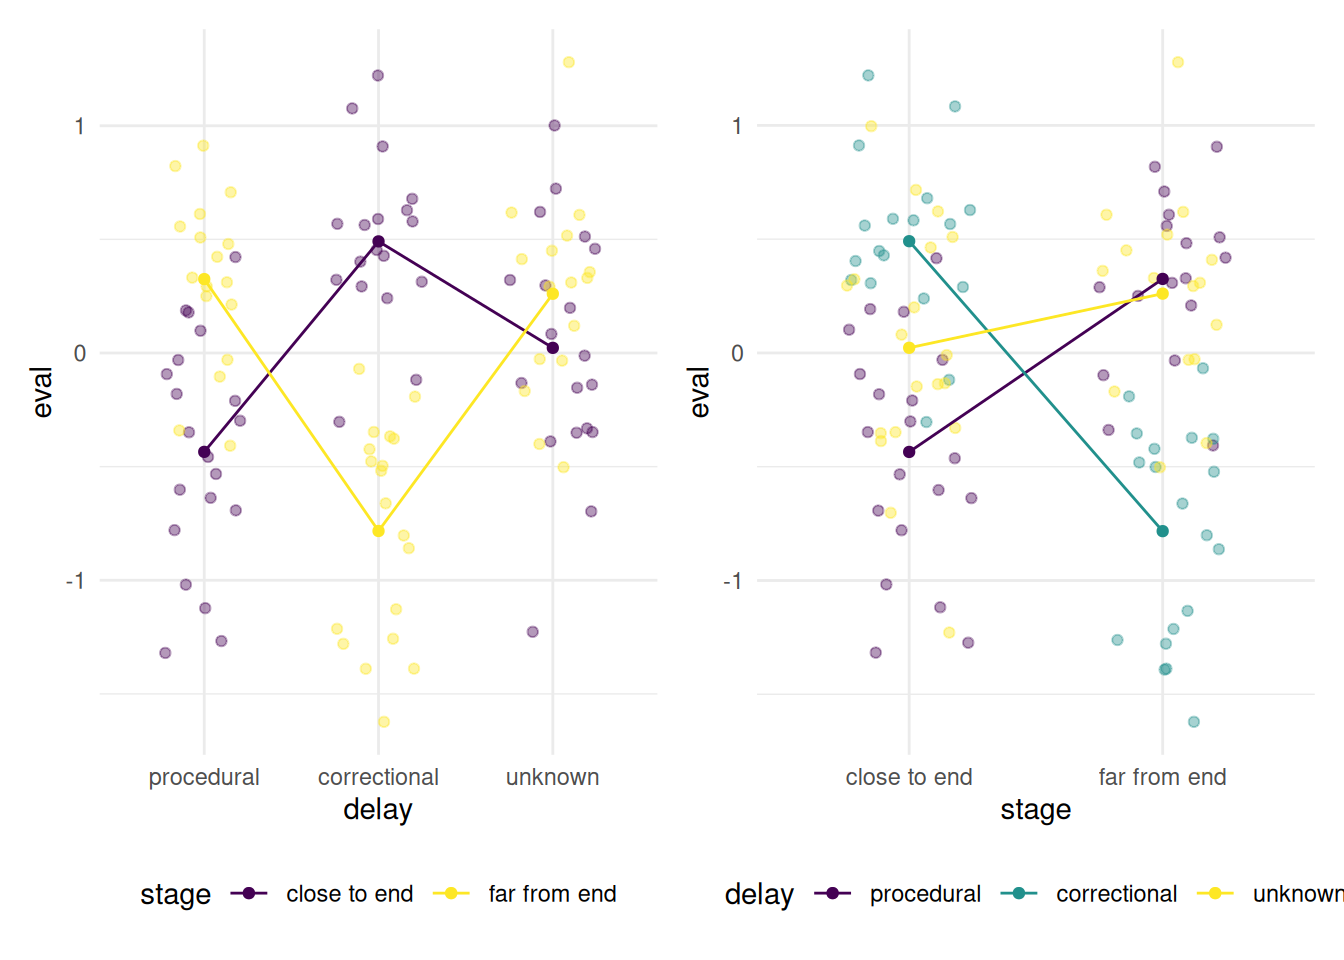 eval
1
0
-1
procedural
correctional
unknown
delay
stage
close to end
far from end
eval
1
0
-1
close to end
far from end
stage
delay
procedural
correctional
unknown